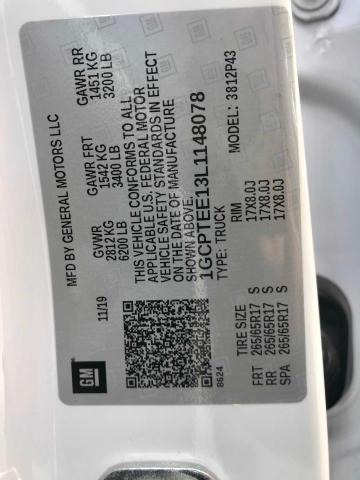 MFD BY GENERAL MOTORS LLC
11/19
GVWR
2812 KG
6200 LB
GAWR FRT
1542 KG
3400 LB
GAWR RR
1451 KG
3200 LB
THIS VEHICLE CONFORMS TO ALL
APPLICABLE U.S. FEDERAL MOTOR
VEHICLE SAFETY STANDARDS IN EFFECT
ON THE DATE OF MANUFACTURE
SHOWN ABOVE.
1GCPTEE13L1148078
TYPE: TRUCK
MODEL: 3812P43
GM
8624
TIRE SIZE RIM
FRT 265/65R17 S 17X8.0J
RR 265/65R17 S 17X8.0J
SPA 265/65R17 S 17X8.0J